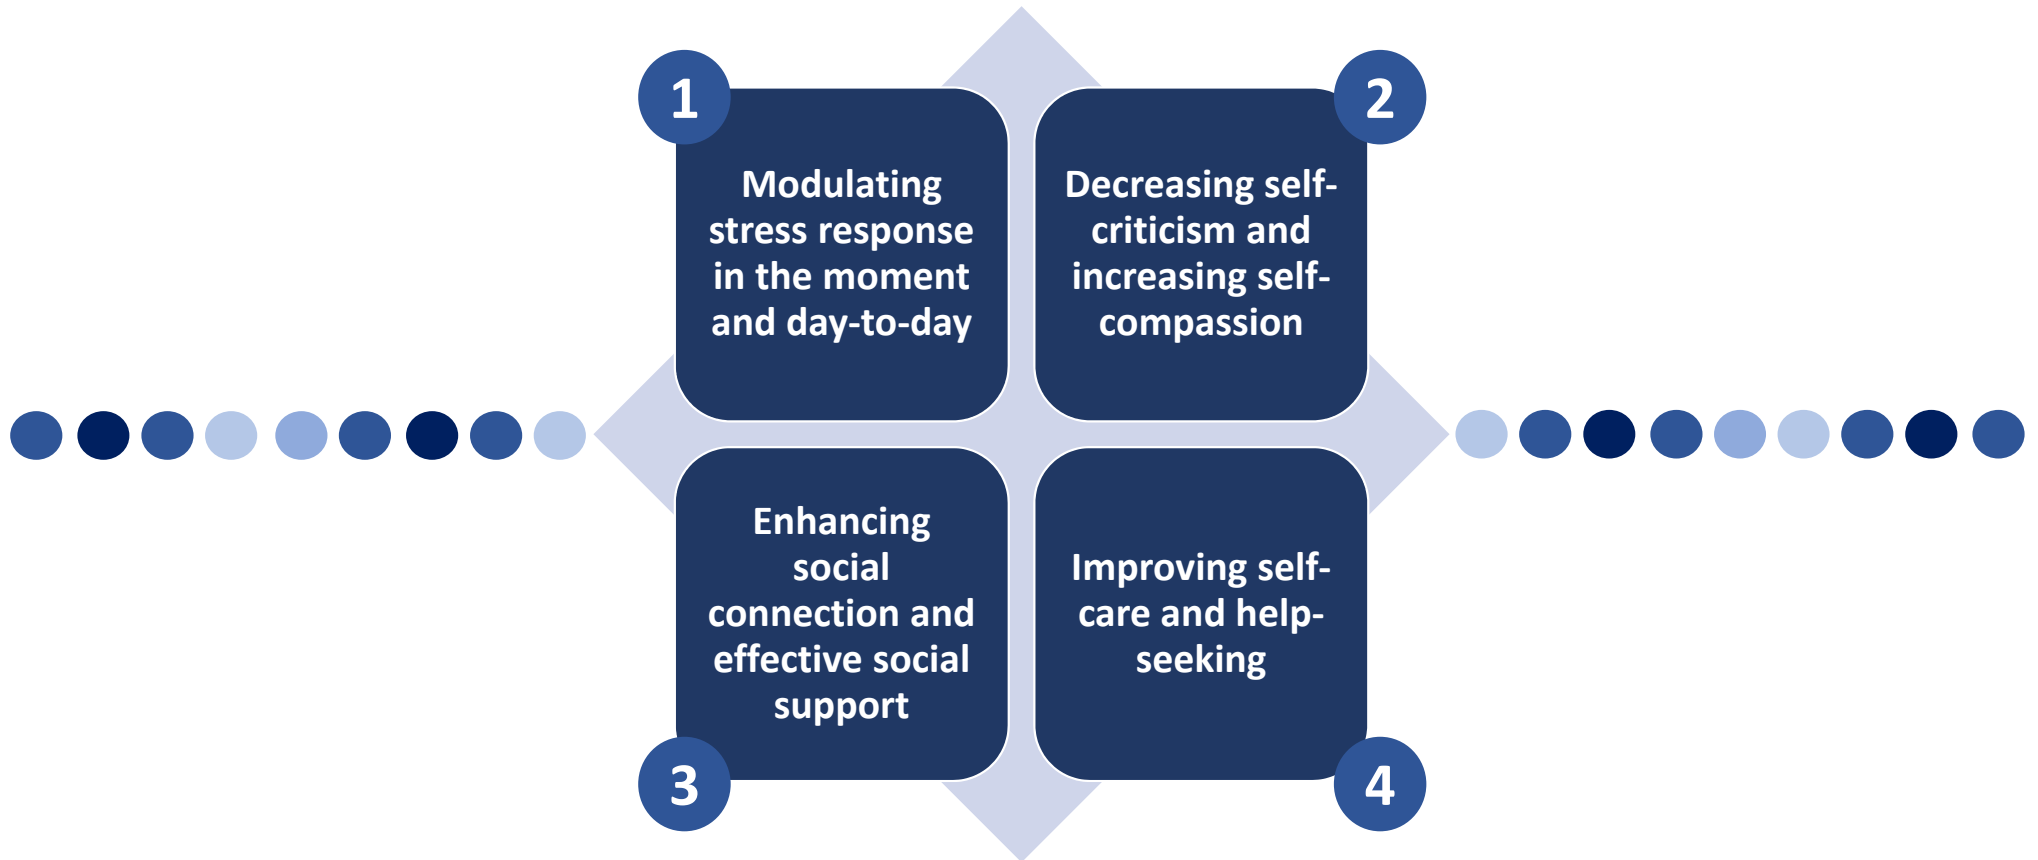 1
Modulating
stress response
in the moment
and day-to-day
2
Decreasing self-
criticism and
increasing self-
compassion
3
Enhancing
social
connection and
effective social
support
4
Improving self-
care and help-
seeking